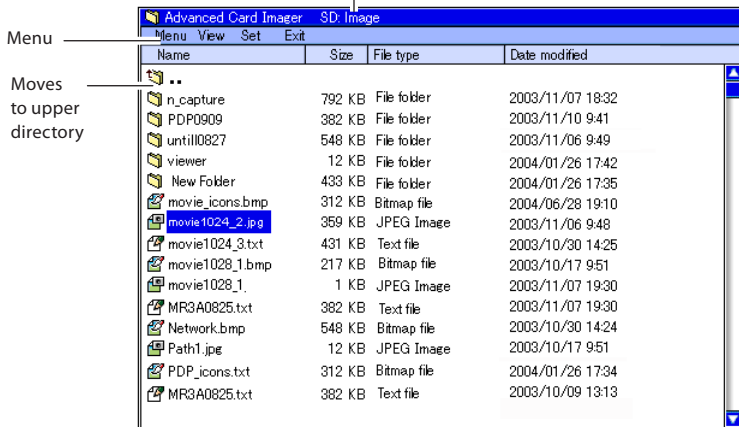 Advanced Card Imager SD: Image
Menu
Menu View Set Exit
Name Size File type Date modified
Moves
to upper
directory
..
n_capture 792 KB File folder 2003/11/07 18:32
PDP0909 382 KB File folder 2003/11/10 9:41
untill0827 548 KB File folder 2003/11/06 9:49
viewer 12 KB File folder 2004/01/26 17:42
New Folder 433 KB File folder 2004/01/26 17:35
movie_icons.bmp 312 KB Bitmap file 2004/06/28 19:10
movie1024_2.jpg 359 KB JPEG Image 2003/11/06 9:48
movie1024_3.txt 431 KB Text file 2003/10/30 14:25
movie1028_1.bmp 217 KB Bitmap file 2003/10/17 9:51
movie1028_1. 1 KB JPEG Image 2003/11/07 19:30
MR3A0825.txt 382 KB Text file 2003/11/07 19:30
Network.bmp 548 KB Bitmap file 2003/10/30 14:24
Path1.jpg 12 KB JPEG Image 2003/10/17 9:51
PDP_icons.txt 312 KB Bitmap file 2004/01/26 17:34
MR3A0825.txt 382 KB Text file 2003/10/09 13:13